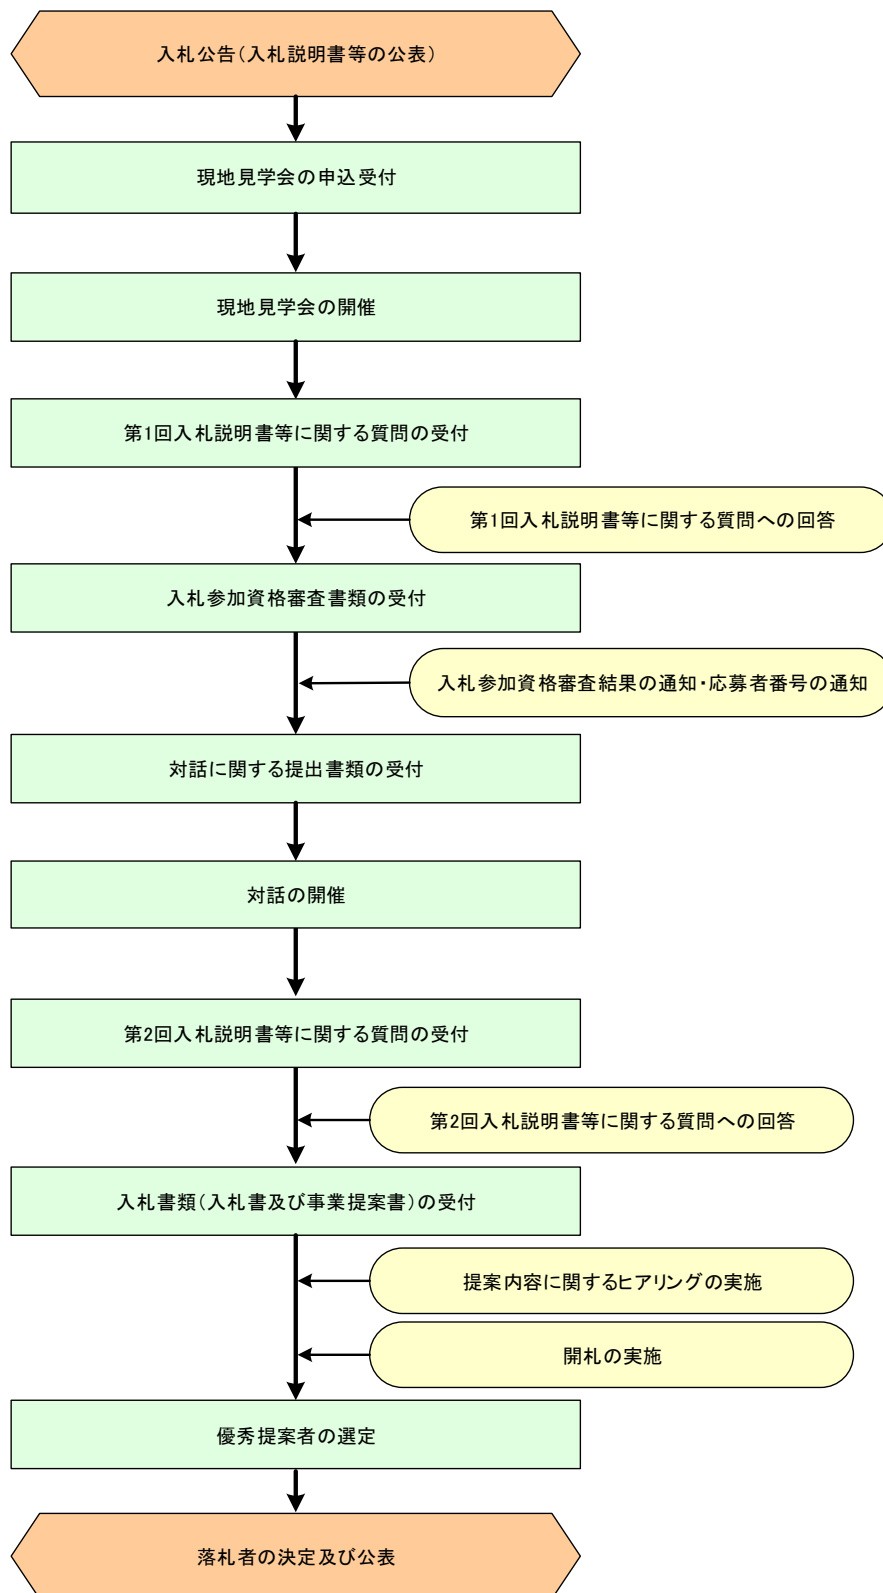 入札公告(入札説明書等の公表)
現地見学会の申込受付
現地見学会の開催
第1回入札説明書等に関する質問の受付
第1回入札説明書等に関する質問への回答
入札参加資格審査書類の受付
入札参加資格審査結果の通知・応募者番号の通知
対話に関する提出書類の受付
対話の開催
第2回入札説明書等に関する質問の受付
第2回入札説明書等に関する質問への回答
入札書類(入札書及び事業提案書)の受付
提案内容に関するヒアリングの実施
開札の実施
優秀提案者の選定
落札者の決定及び公表